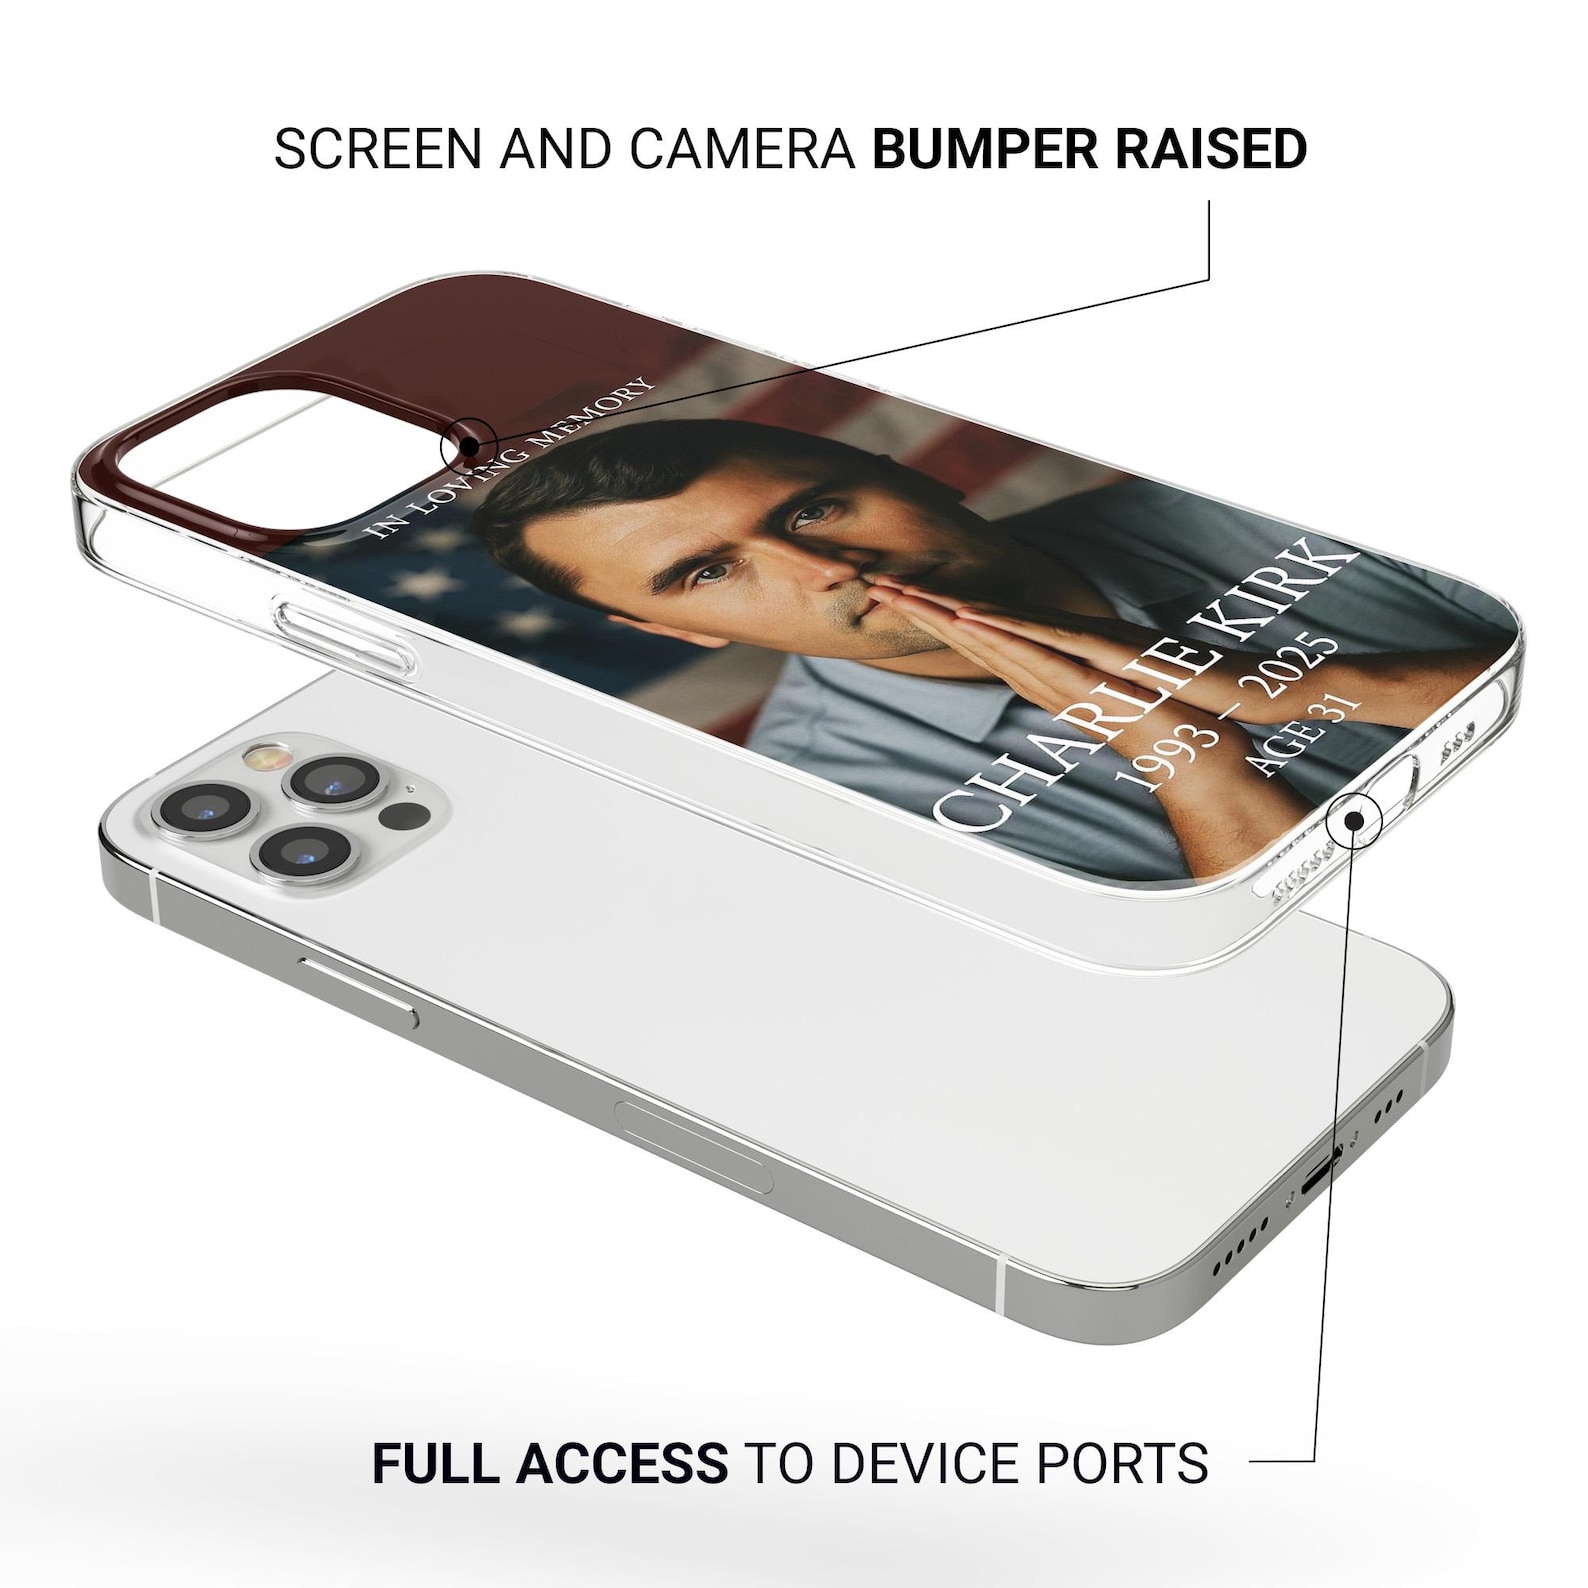 SCREEN AND CAMERA BUMPER RAISED
IN LOVING MEMORY
CHARLIE KIRK
1993 – 2025
AGE 31
FULL ACCESS TO DEVICE PORTS